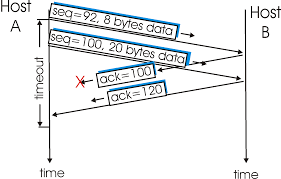 Host
A
Host
B
seq=92, 8 bytes data
seq=100, 20 bytes data
ack=100
X
ack=120
timeout
time
time